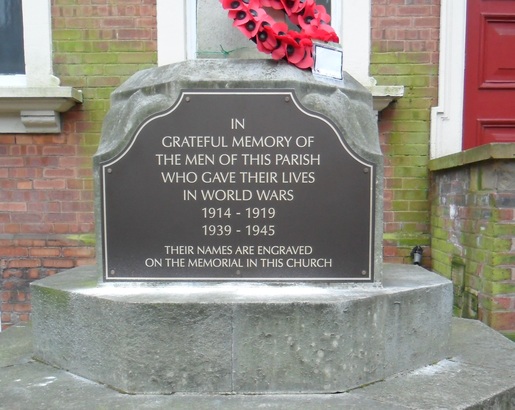 IN
GRATEFUL MEMORY OF
THE MEN OF THIS PARISH
WHO GAVE THEIR LIVES
IN WORLD WARS
1914 - 1919
1939 - 1945
THEIR NAMES ARE ENGRAVED
ON THE MEMORIAL IN THIS CHURCH